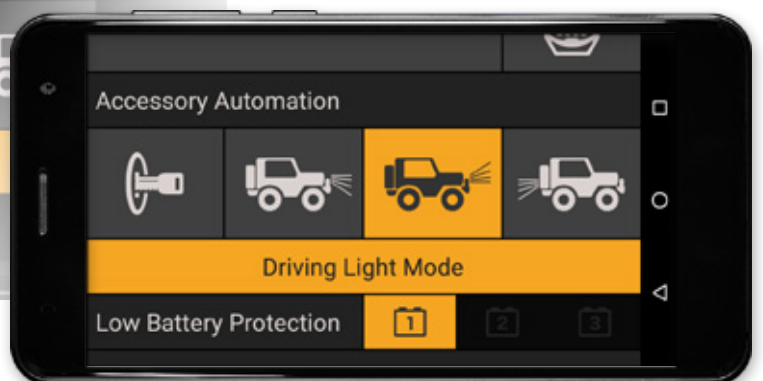 Accessory Automation
Driving Light Mode
Low Battery Protection 1 2 3